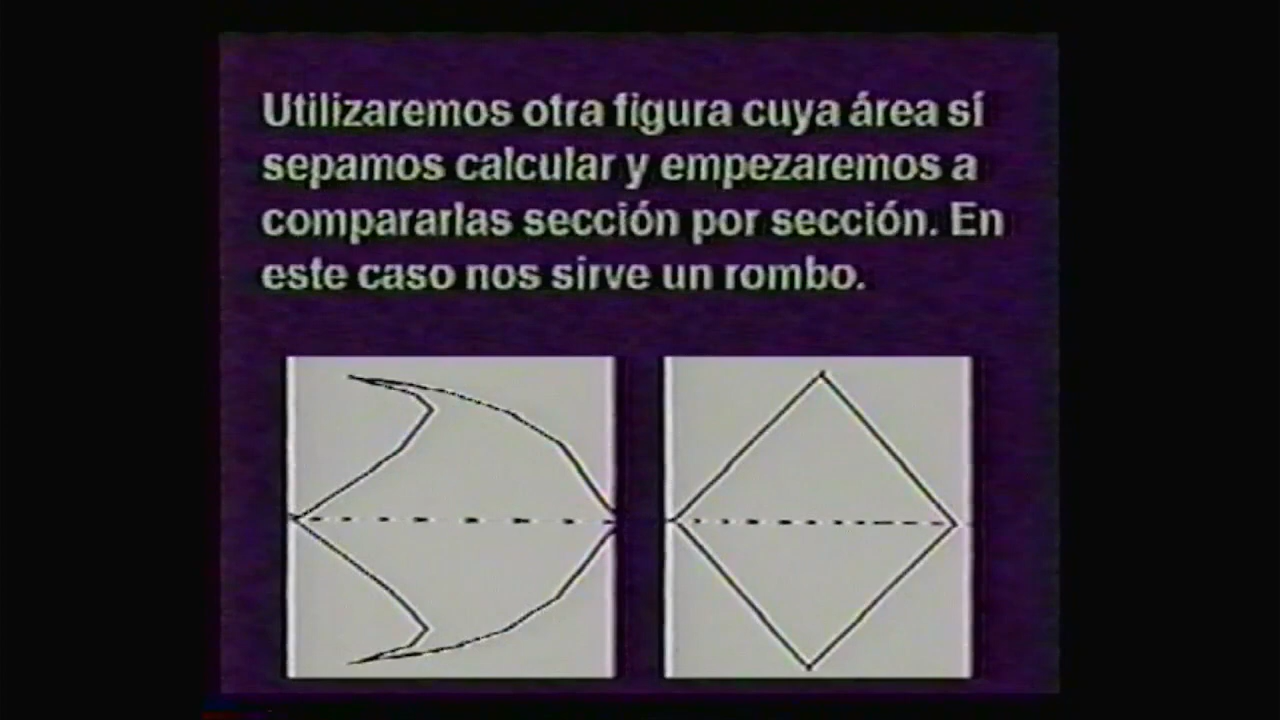 Utilizaremos otra figura cuya área sí
sepamos calcular y empezaremos a
compararlas sección por sección. En
este caso nos sirve un rombo.